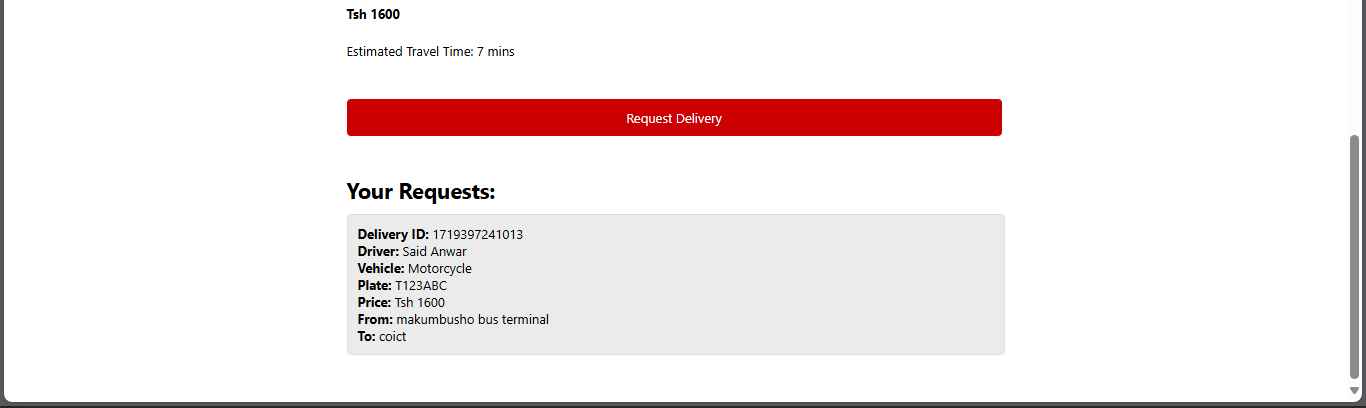 Tsh 1600
Estimated Travel Time: 7 mins
Request Delivery
Your Requests:
Delivery ID: 1719397241013
Driver: Said Anwar
Vehicle: Motorcycle
Plate: T123ABC
Price: Tsh 1600
From: makumbusho bus terminal
To: coict